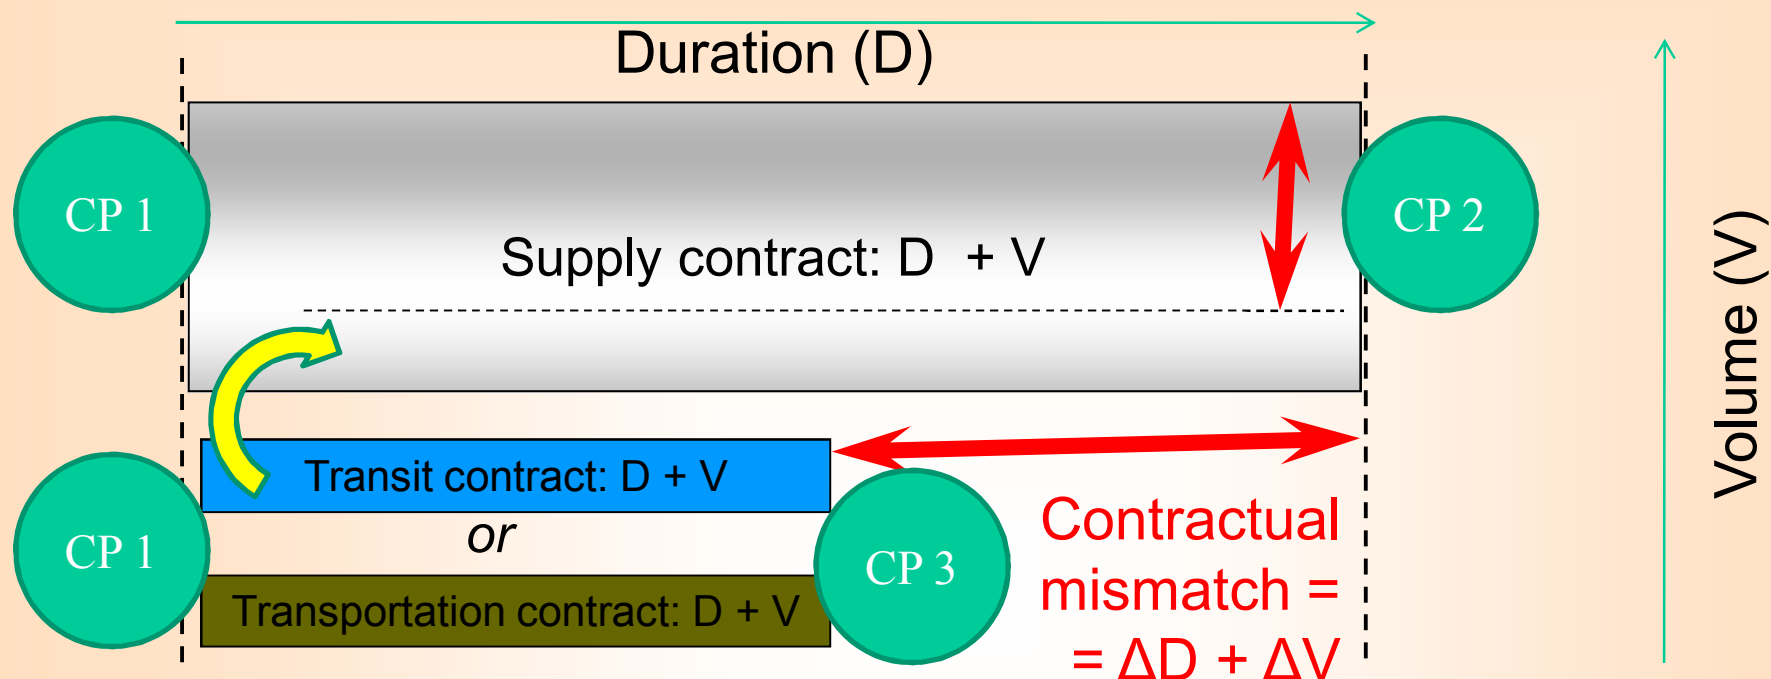 Duration (D)
CP 1
CP 2
Supply contract: D + V
Volume (V)
Transit contract: D + V
or
CP 1
CP 3
Transportation contract: D + V
Contractual
mismatch =
= ΔD + ΔV